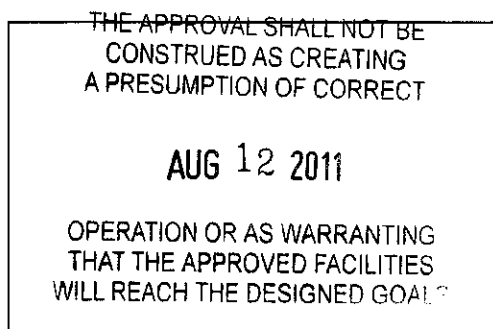 THE APPROVAL SHALL NOT BE
CONSTRUED AS CREATING
A PRESUMPTION OF CORRECT
AUG 12 2011
OPERATION OR AS WARRANTING
THAT THE APPROVED FACILITIES
WILL REACH THE DESIGNED GOALS